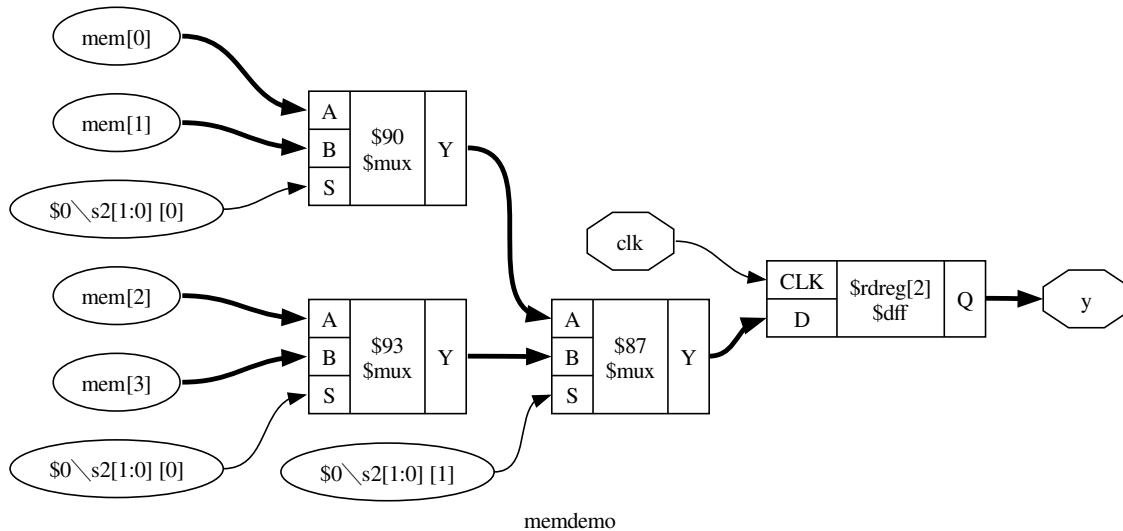 mem[0]
mem[1]
$0\s2[1:0] [0]
A
B
S
$90
$mux
Y
mem[2]
mem[3]
$0\s2[1:0] [0]
A
B
S
$93
$mux
Y
$0\s2[1:0] [1]
A
B
S
$87
$mux
Y
clk
CLK
D
$rdreg[2]
$dff
Q
y
memdemo